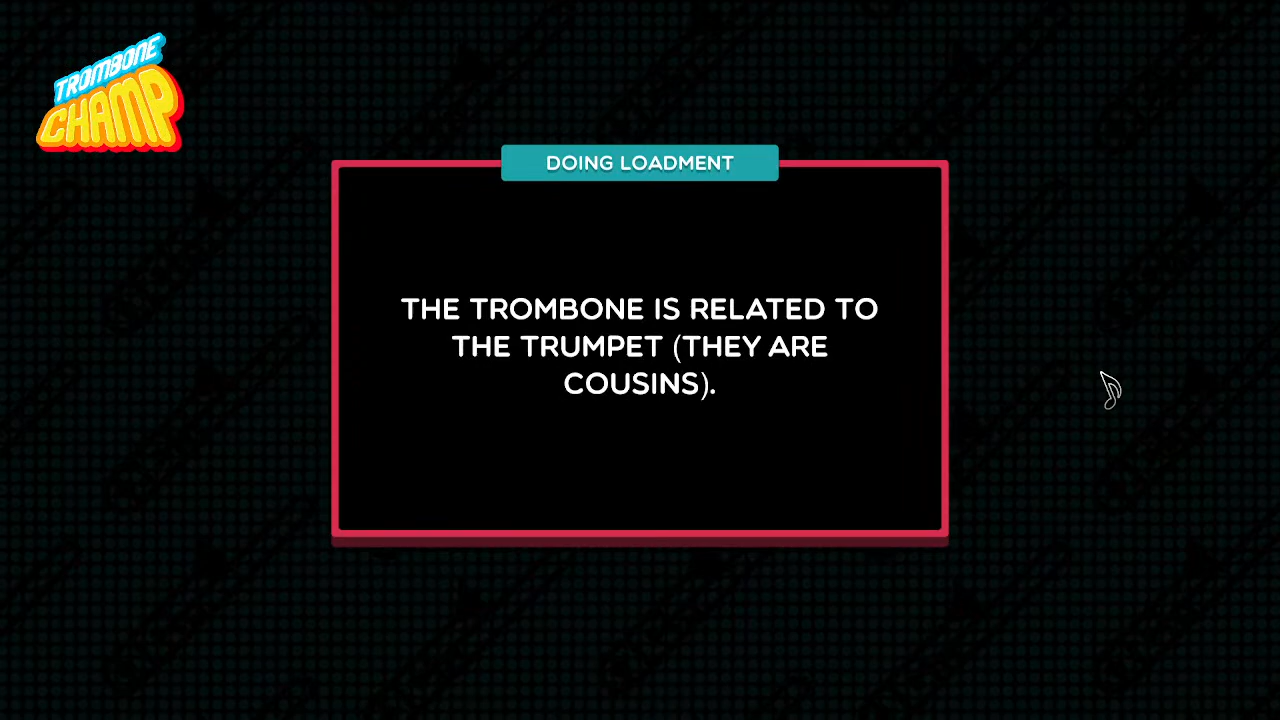 TROMBONE
CHAMP
DOING LOADMENT
THE TROMBONE IS RELATED TO
THE TRUMPET (THEY ARE
COUSINS).